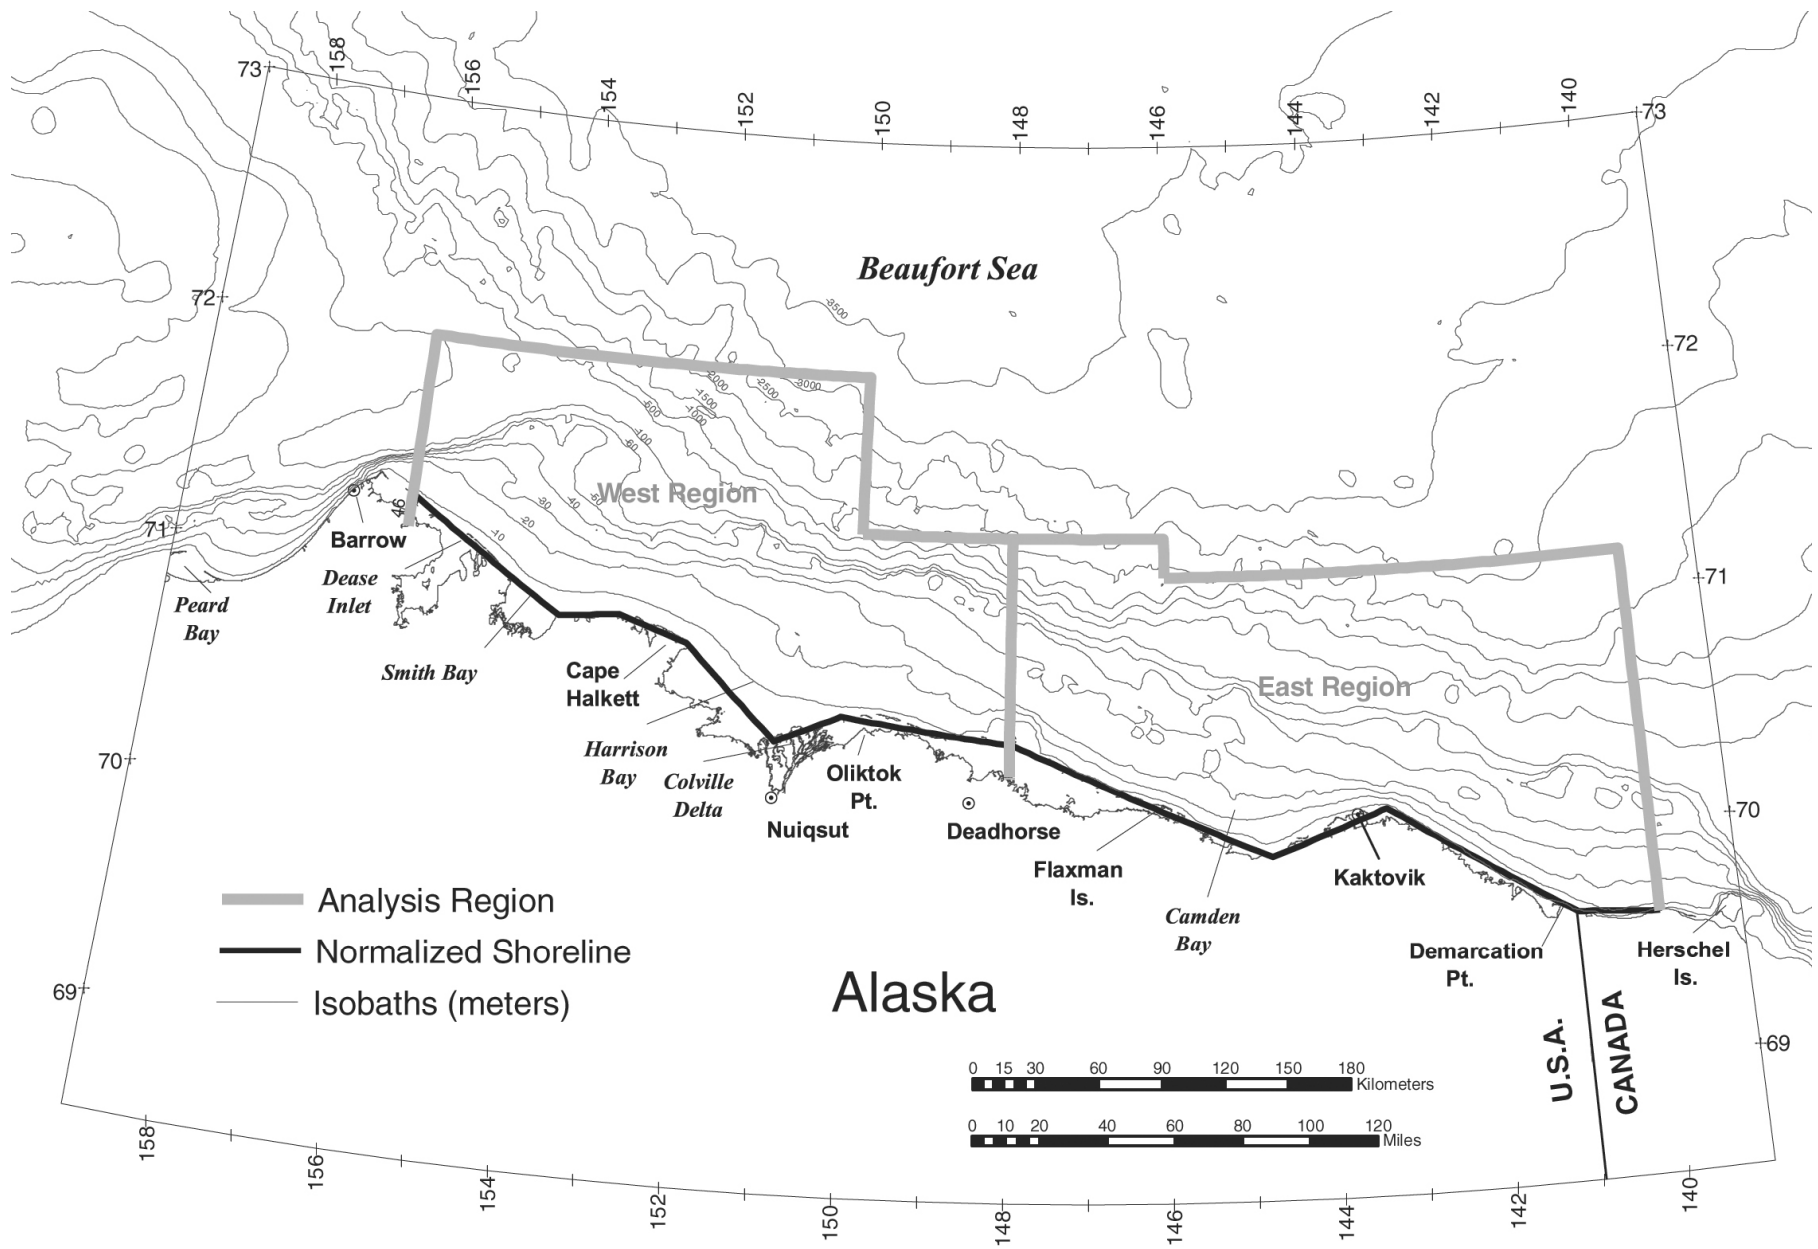 73
158
156
154
152
150
148
146
144
142
140
73
Beaufort Sea
72
-3500
72
-2000
-2500
-3000
-1500
-500
-1000
-100
-60
West Region
-50
-40
-30
-20
-10
46
71
Barrow
Dease
Inlet
71
Peard
Bay
Smith Bay
Cape
Halkett
East Region
Harrison
Bay
Colville
Delta
Oliktok
Pt.
70
70
Nuiqsut
Deadhorse
Flaxman
Is.
Kaktovik
Camden
Bay
Demarcation
Pt.
Herschel
Is.
Analysis Region
Normalized Shoreline
Isobaths (meters)
Alaska
69
69
U.S.A.
CANADA
0 15 30 60 90 120 150 180
Kilometers
0 10 20 40 60 80 100 120
Miles
158
156
154
152
150
148
146
144
142
140